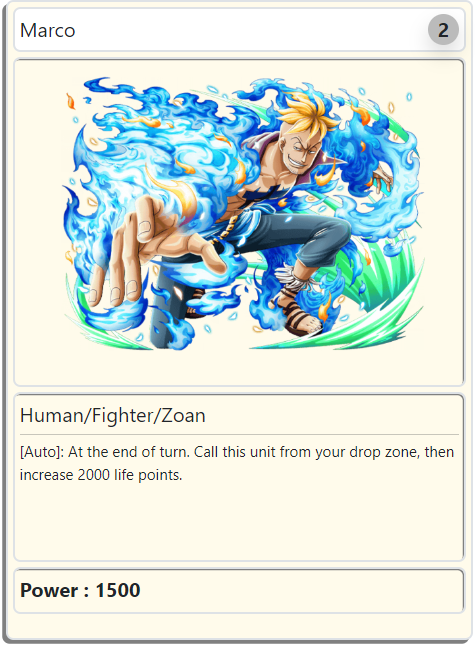 Marco
2
Human/Fighter/Zoan
[Auto]: At the end of turn. Call this unit from your drop zone, then
increase 2000 life points.
Power : 1500